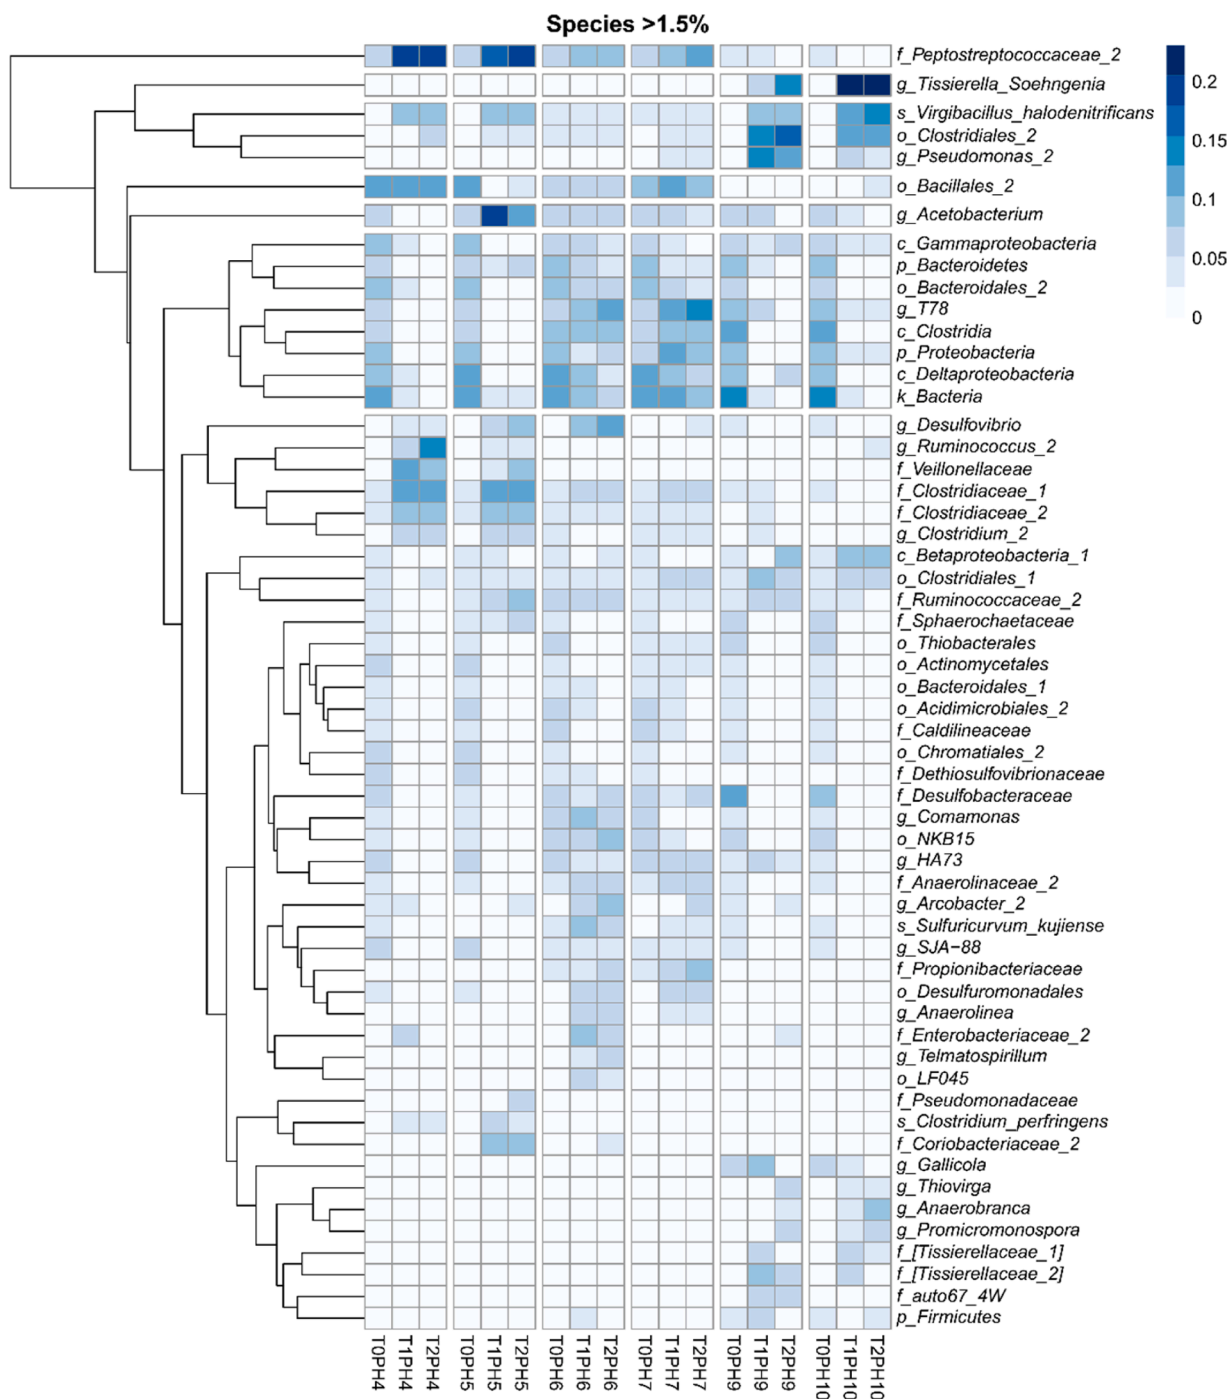 Species >1.5%
f_Peptostreptococcaceae_2
g_Tissierella_Soehngenia
s_Virgibacillus_halodenitrificans
o_Clostridiales_2
g_Pseudomonas_2
o_Bacillales_2
g_Acetobacterium
c_Gammaproteobacteria
p_Bacteroidetes
o_Bacteroidales_2
g_T78
c_Clostridia
p_Proteobacteria
c_Deltaproteobacteria
k_Bacteria
g_Desulfovibrio
g_Ruminococcus_2
f_Veillonellaceae
f_Clostridiaceae_1
f_Clostridiaceae_2
g_Clostridium_2
c_Betaproteobacteria_1
o_Clostridiales_1
f_Ruminococcaceae_2
f_Sphaerochaetaceae
o_Thiobacterales
o_Actinomycetales
o_Bacteroidales_1
o_Acidimicrobiales_2
f_Caldilineaceae
o_Chromatiales_2
f_Dethiosulfovibrionaceae
f_Desulfobacteraceae
g_Comamonas
o_NKB15
g_HA73
f_Anaerolinaceae_2
g_Arcobacter_2
s_Sulfuricurvum_kujiense
g_SJA−88
f_Propionibacteriaceae
o_Desulfuromonadales
g_Anaerolinea
f_Enterobacteriaceae_2
g_Telmatospirillum
o_LF045
f_Pseudomonadaceae
s_Clostridium_perfringens
f_Coriobacteriaceae_2
g_Gallicola
g_Thiovirga
g_Anaerobranca
g_Promicromonospora
f_[Tissierellaceae_1]
f_[Tissierellaceae_2]
f_auto67_4W
p_Firmicutes
0.2
0.15
0.1
0.05
0
T0PH4
T1PH4
T2PH4
T0PH5
T1PH5
T2PH5
T0PH6
T1PH6
T2PH6
T0PH7
T1PH7
T2PH7
T0PH9
T1PH9
T2PH9
T0PH10
T1PH10
T2PH10